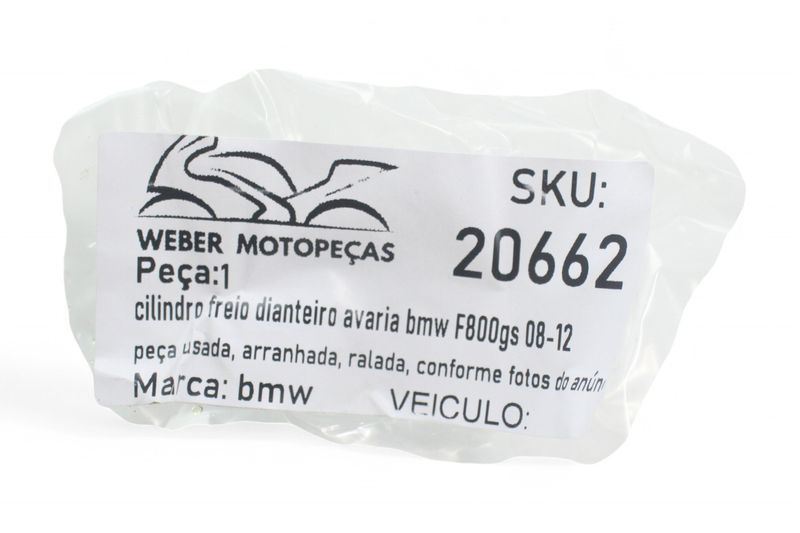 WEBER MOTOPEÇAS
SKU:
20662
Peça:1
cilindro freio dianteiro avaria bmw F800gs 08-12
peça usada, arranhada, ralada, conforme fotos do anún
Marca: bmw
VEICULO: